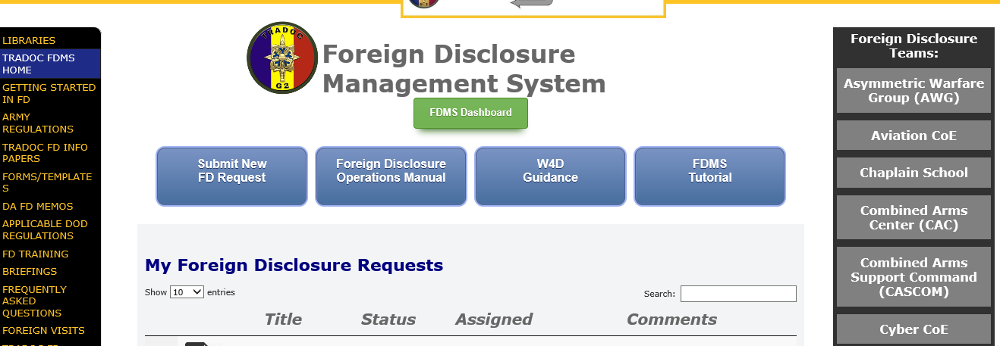 LIBRARIES
TRADOC FDMS
HOME
GETTING STARTED
IN FD
ARMY
REGULATIONS
TRADOC FD INFO
PAPERS
FORMS/TEMPLATE
S
DA FD MEMOS
APPLICABLE DOD
REGULATIONS
FD TRAINING
BRIEFINGS
FREQUENTLY
ASKED
QUESTIONS
FOREIGN VISITS
TRADOC
G2
Foreign Disclosure
Management System
FDMS Dashboard
Submit New
FD Request
Foreign Disclosure
Operations Manual
W4D
Guidance
FDMS
Tutorial
My Foreign Disclosure Requests
Show 10 entries
Search:
Title Status Assigned Comments
Foreign Disclosure
Teams:
Asymmetric Warfare
Group (AWG)
Aviation CoE
Chaplain School
Combined Arms
Center (CAC)
Combined Arms
Support Command
(CASCOM)
Cyber CoE